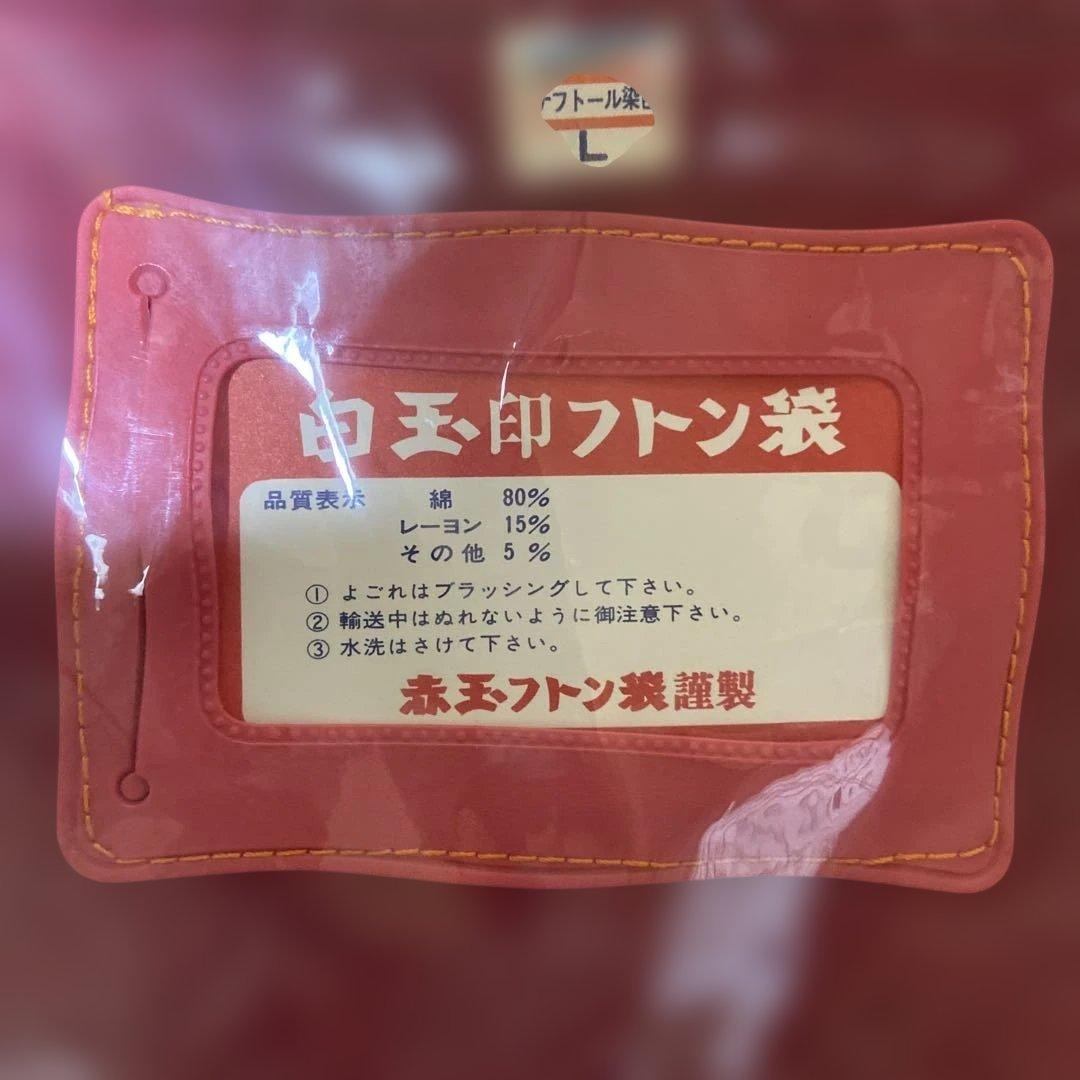 ナフトール染
L
白玉印フトン袋
品質表示 綿 80%
レーヨン 15%
その他 5%
① よごれはブラッシングして下さい。
② 輸送中はぬれないように御注意下さい。
③ 水洗はさけて下さい。
赤玉フトン袋謹製